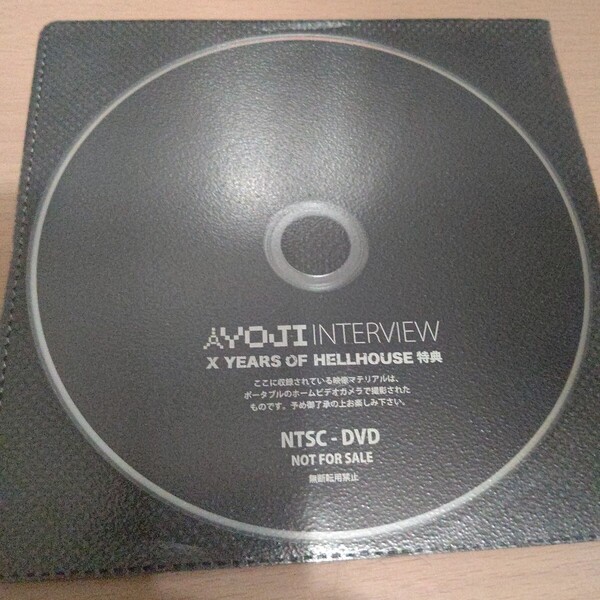 YOJI INTERVIEW
X YEARS OF HELLHOUSE 特典
ここに収録されている映像マテリアルは、
ポータブルのホームビデオカメラで撮影された
ものです。予め御了承の上お楽しみ下さい。
NTSC - DVD
NOT FOR SALE
無断転用禁止